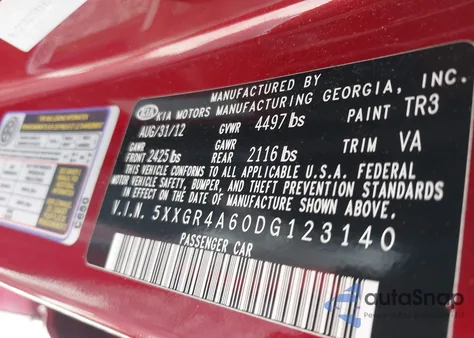 MANUFACTURED BY
KIA KIA MOTORS MANUFACTURING GEORGIA, INC.
AUG/31/12 GVWR 4497 lbs PAINT TR3
GAWR FRONT 2425 lbs GAWR REAR 2116 lbs TRIM VA
THIS VEHICLE CONFORMS TO ALL APPLICABLE U.S.A. FEDERAL
MOTOR VEHICLE SAFETY, BUMPER, AND THEFT PREVENTION STANDARDS
IN EFFECT ON THE DATE OF MANUFACTURE SHOWN ABOVE.
V.I.N. 5XXGR4A60DG123140
PASSENGER CAR
C680
autoSnap